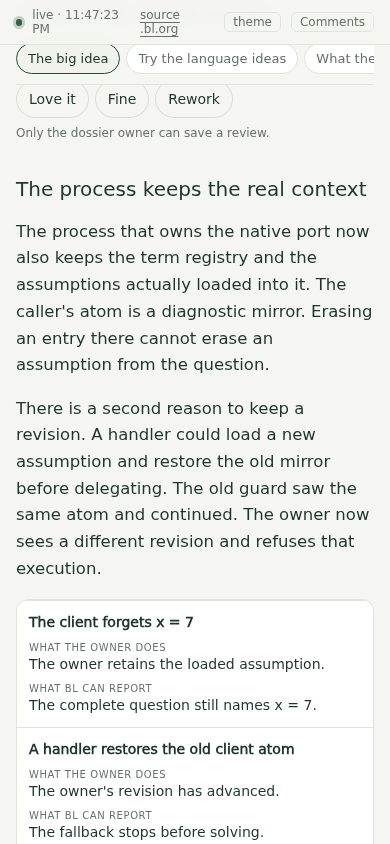 live · 11:47:23
PM
source
.bl.org
theme
Comments
The big idea
Try the language ideas
What the
Love it
Fine
Rework
Only the dossier owner can save a review.
The process keeps the real context
The process that owns the native port now
also keeps the term registry and the
assumptions actually loaded into it. The
caller's atom is a diagnostic mirror. Erasing
an entry there cannot erase an
assumption from the question.
There is a second reason to keep a
revision. A handler could load a new
assumption and restore the old mirror
before delegating. The old guard saw the
same atom and continued. The owner now
sees a different revision and refuses that
execution.
The client forgets x = 7
WHAT THE OWNER DOES
The owner retains the loaded assumption.
WHAT BL CAN REPORT
The complete question still names x = 7.
A handler restores the old client atom
WHAT THE OWNER DOES
The owner's revision has advanced.
WHAT BL CAN REPORT
The fallback stops before solving.